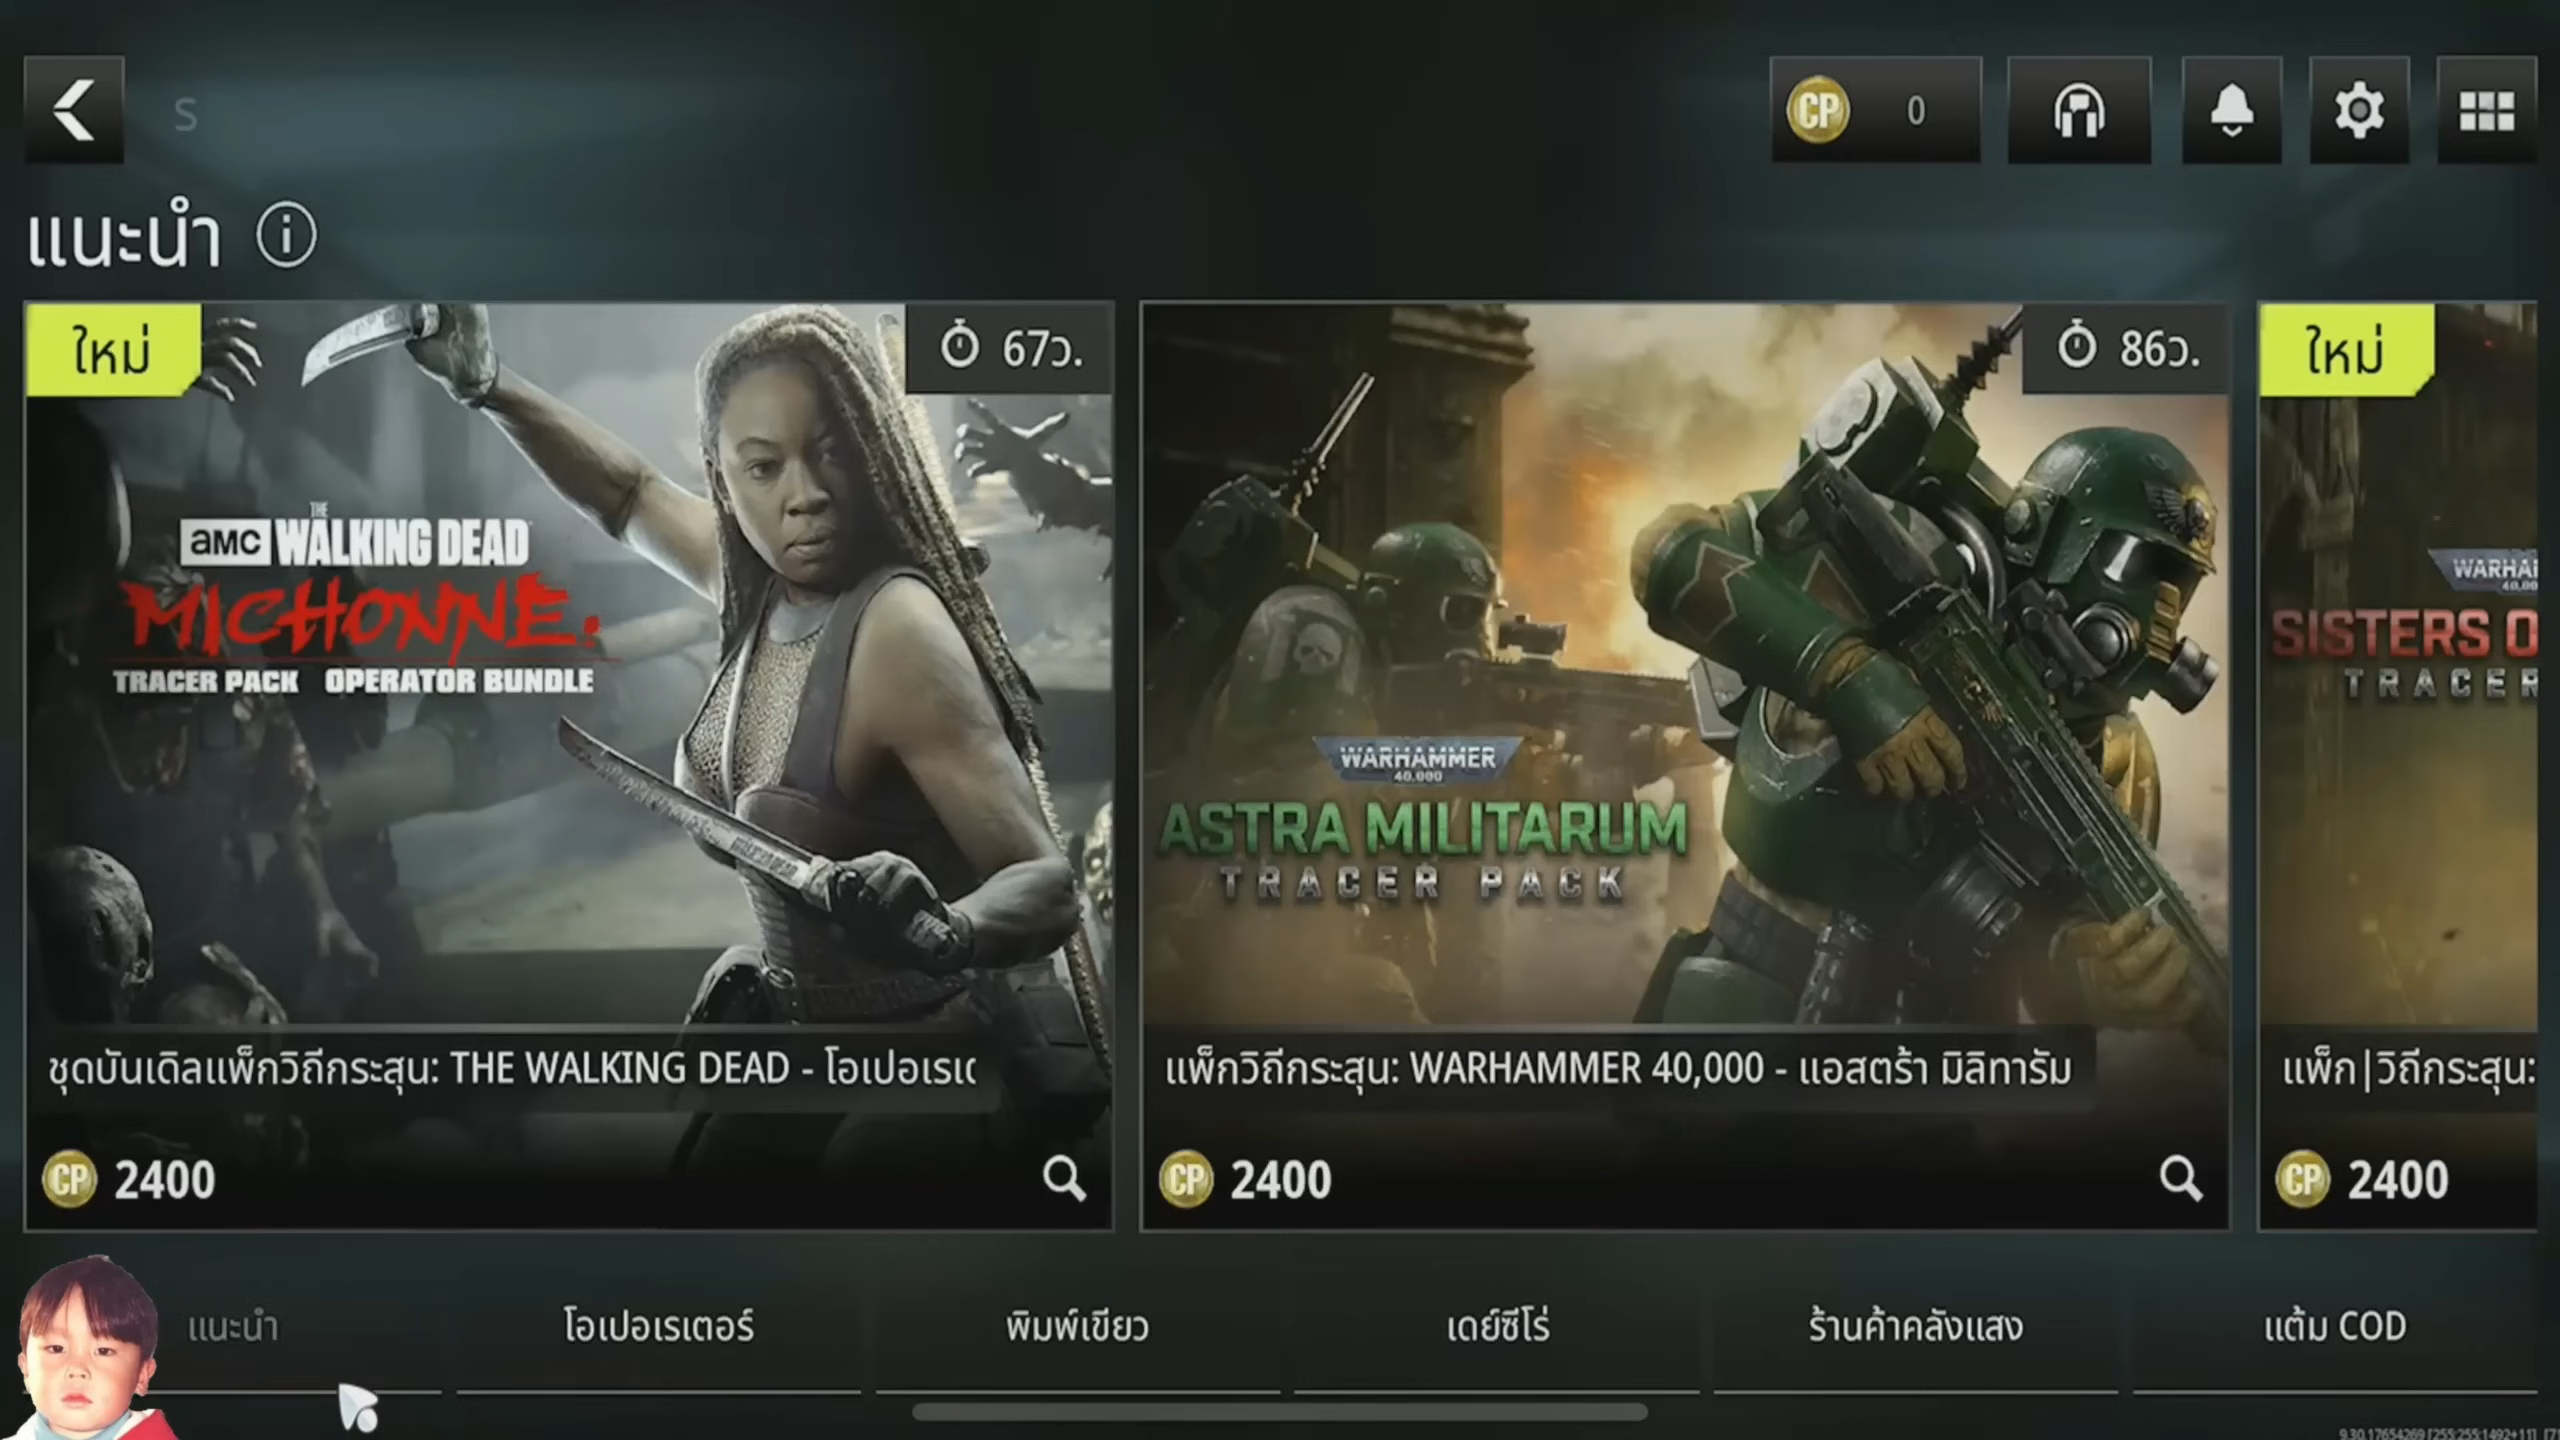 S
CP 0
แนะนำ
ใหม่
67ว.
THE
amc WALKING DEAD
MICHONNE.
TRACER PACK OPERATOR BUNDLE
ชุดบันเดิลแพ็กวิถีกระสุน: THE WALKING DEAD - โอเปอเรเต
CP 2400
86ว.
WARHAMMER
40,000
ASTRA MILITARUM
TRACER PACK
แพ็กวิถีกระสุน: WARHAMMER 40,000 - แอสตร้า มิลิทารัม
CP 2400
ใหม่
WARHA
40,00
SISTERS O
TRACER
แพ็ก|วิถีกระสุน:
CP 2400
แนะนำ
โอเปอเรเตอร์
พิมพ์เขียว
เดย์ซีโร่
ร้านค้าคลังแสง
แต้ม COD